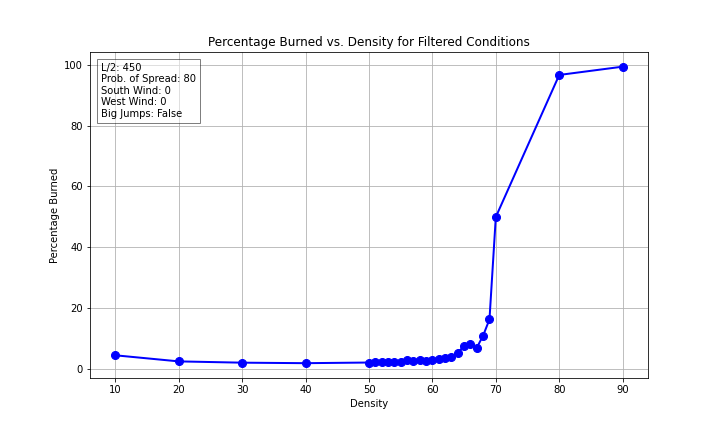 Percentage Burned vs. Density for Filtered Conditions
L/2: 450
Prob. of Spread: 80
South Wind: 0
West Wind: 0
Big Jumps: False
Percentage Burned
100
80
60
40
20
0
10 20 30 40 50 60 70 80 90
Density